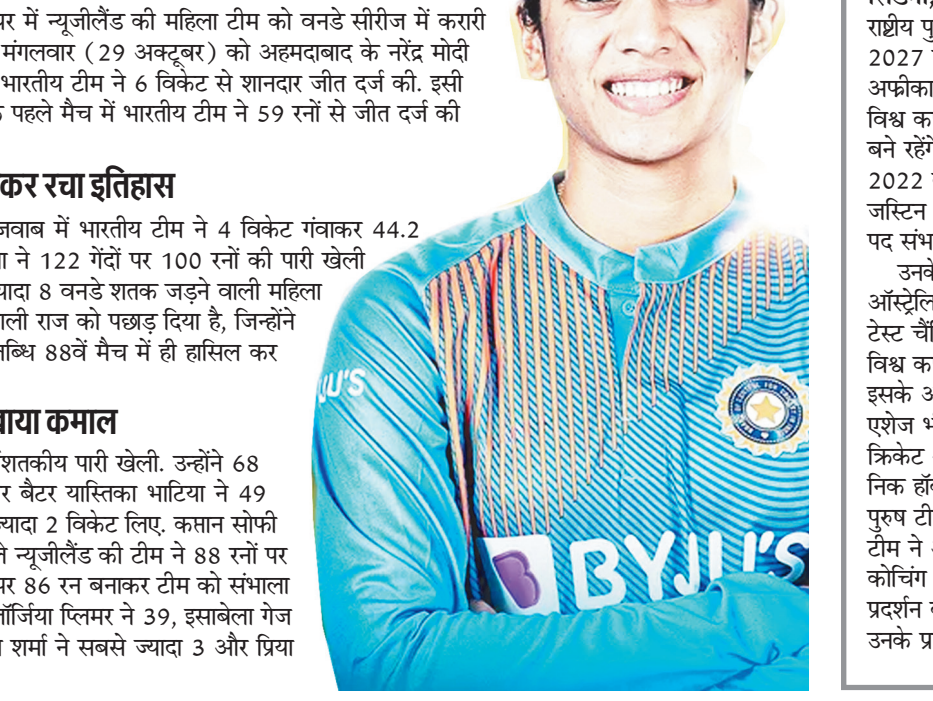 पर में न्यूजीलैंड की महिला टीम को वनडे सीरीज में करारी
मंगलवार (29 अक्टूबर) को अहमदाबाद के नरेंद्र मोदी
भारतीय टीम ने 6 विकेट से शानदार जीत दर्ज की. इसी
पहले मैच में भारतीय टीम ने 59 रनों से जीत दर्ज की
कर रचा इतिहास
जवाब में भारतीय टीम ने 4 विकेट गंवाकर 44.2
ने 122 गेंदों पर 100 रनों की पारी खेली
यादा 8 वनडे शतक जड़ने वाली महिला
ाली राज को पछाड़ दिया है, जिन्होंने
लब्धि 88वें मैच में ही हासिल कर
खाया कमाल
शतकीय पारी खेली. उन्होंने 68
र बैटर यास्तिका भाटिया ने 49
ज्यादा 2 विकेट लिए. कप्तान सोफी
ने न्यूजीलैंड की टीम ने 88 रनों पर
पर 86 रन बनाकर टीम को संभाला
जॉर्जिया प्लिमर ने 39, इसाबेला गेज
शर्मा ने सबसे ज्यादा 3 और प्रिया
JU'S
BYJU'S
राष्ट्रीय पु
2027
अफ्रीका
विश्व क
बने रहेंगे
2022
जस्टिन
पद संभ
उनके
ऑस्ट्रेलि
टेस्ट चैं
विश्व क
इसके अ
एशेज भ
क्रिकेट
निक हॉ
पुरुष टी
टीम ने
कोचिंग
प्रदर्शन
उनके प्र